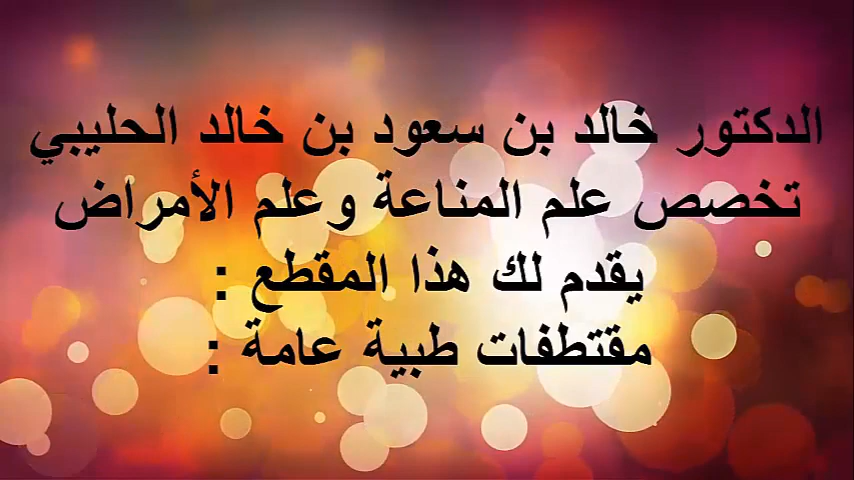 الدكتور خالد بن سعود بن خالد الحليبي
تخصص علم المناعة وعلم الأمراض
يقدم لك هذا المقطع :
مقتطفات طبية عامة :